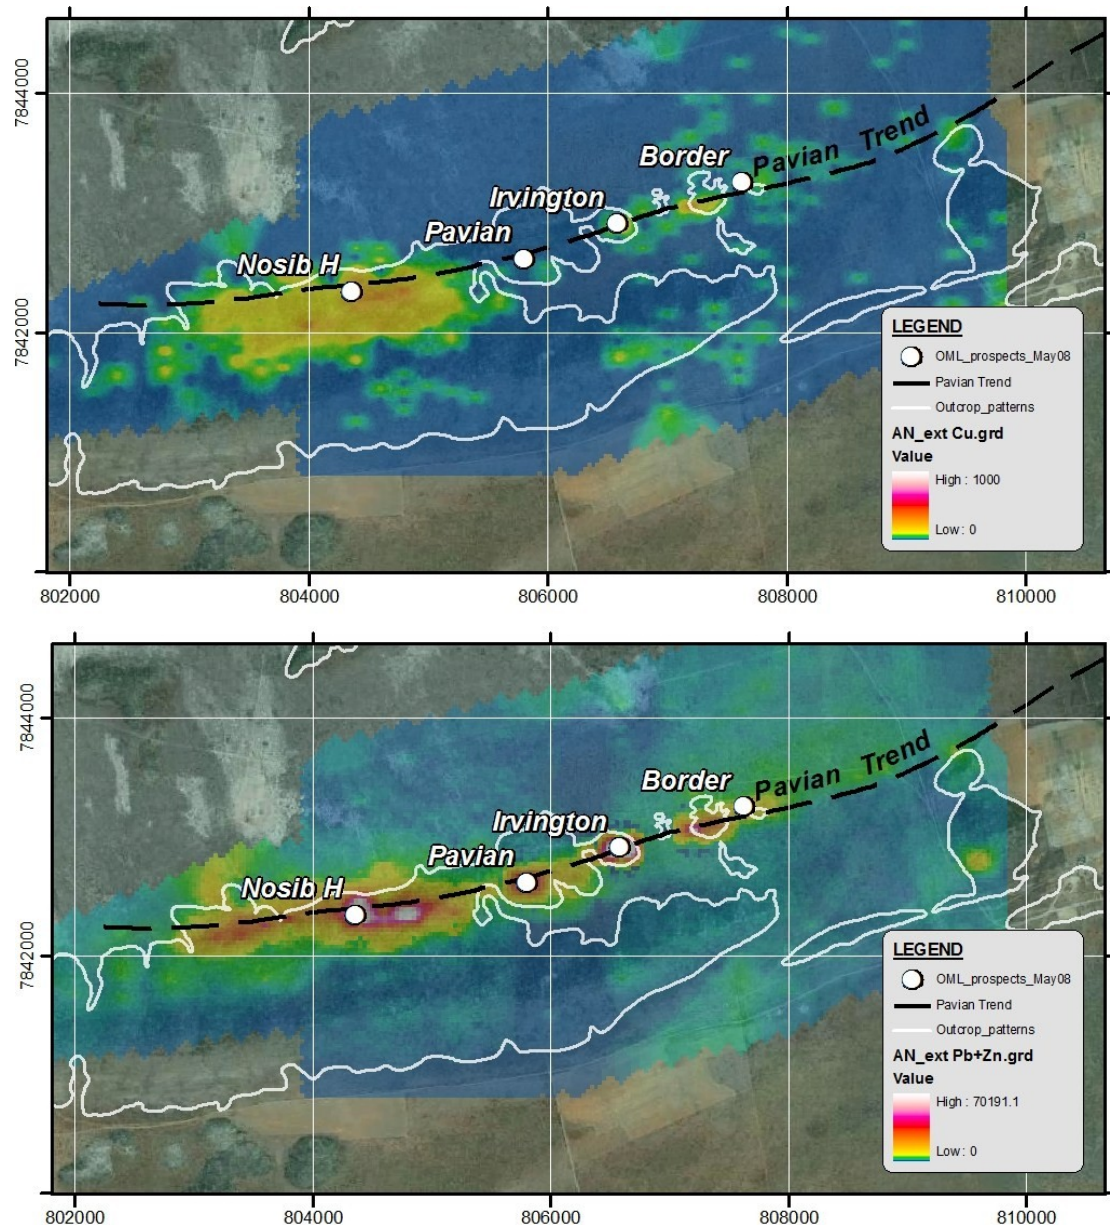 7844000
7842000
Border
Pavian Trend
Irvington
Pavian
Nosib H
LEGEND
OML_prospects_May08
Pavian Trend
Outcrop_patterns
AN_ext Cu.grd
Value
High : 1000
Low : 0
802000 804000 806000 808000 810000
7844000
7842000
Border
Pavian Trend
Irvington
Pavian
Nosib H
LEGEND
OML_prospects_May08
Pavian Trend
Outcrop_patterns
AN_ext Pb+Zn.grd
Value
High : 70191.1
Low : 0
802000 804000 806000 808000 810000